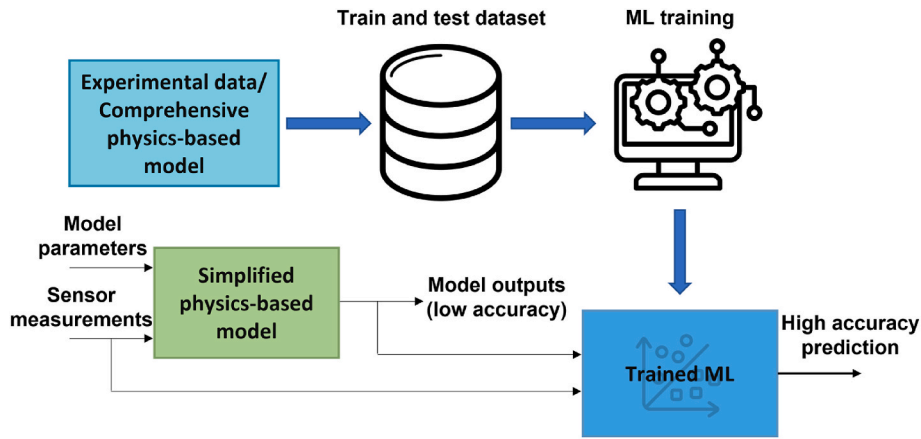 Train and test dataset
ML training
Experimental data/
Comprehensive
physics-based
model
Model
parameters
Sensor
measurements
Simplified
physics-based
model
Model outputs
(low accuracy)
Trained ML
High accuracy
prediction